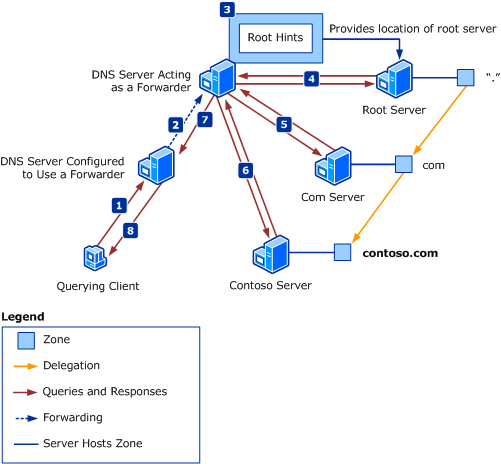 3
Root Hints
Provides location of root server
DNS Server Acting
as a Forwarder
4
Root Server
“.”
2
7
5
DNS Server Configured
to Use a Forwarder
Com Server
com
6
1
8
Querying Client
Contoso Server
contoso.com
Legend
Zone
Delegation
Queries and Responses
Forwarding
Server Hosts Zone